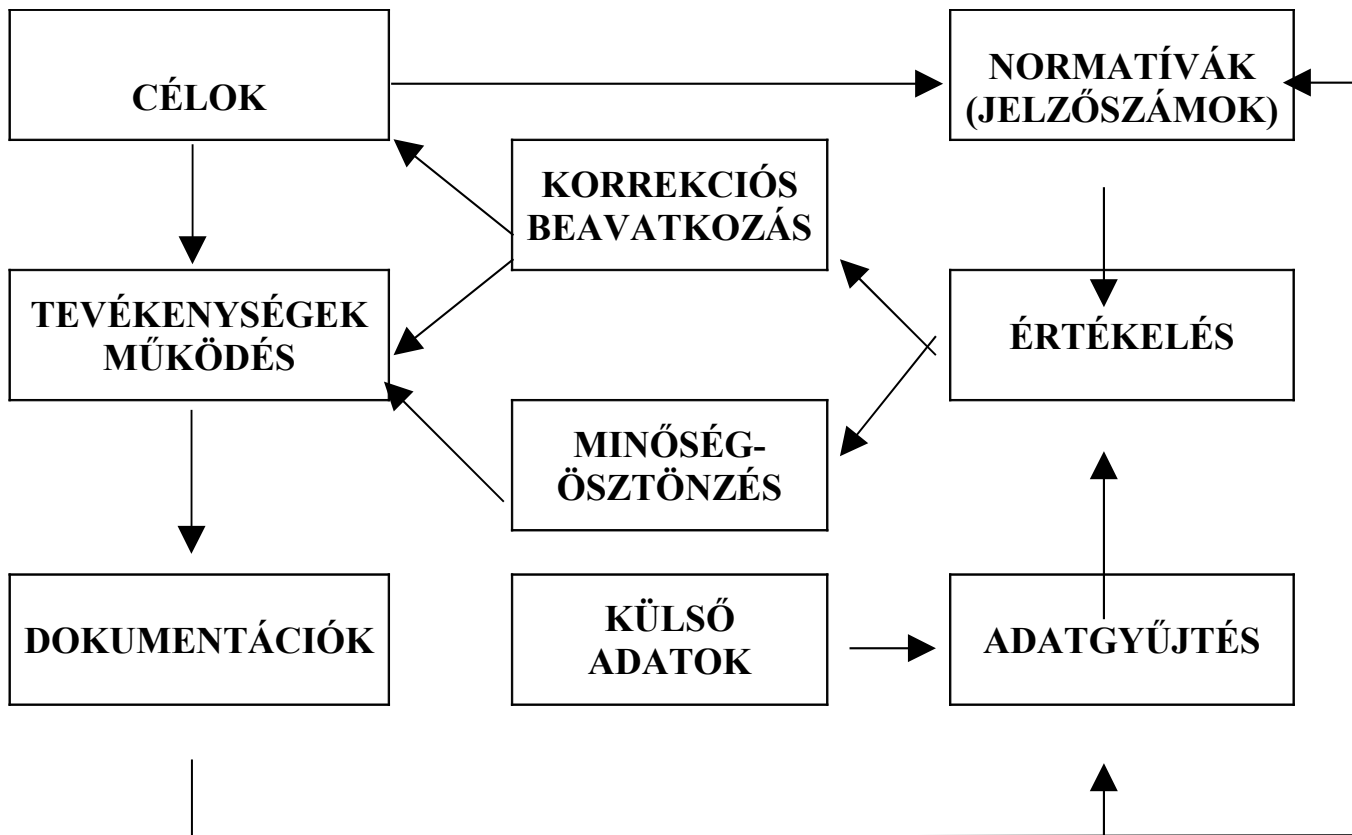 CÉLOK
NORMATÍVÁK
(JELZŐSZÁMOK)
KORREKCIÓS
BEAVATKOZÁS
TEVÉKENYSÉGEK
MŰKÖDÉS
ÉRTÉKELÉS
MINŐSÉG-
ÖSZTÖNZÉS
DOKUMENTÁCIÓK
KÜLSŐ
ADATOK
ADATGYŰJTÉS